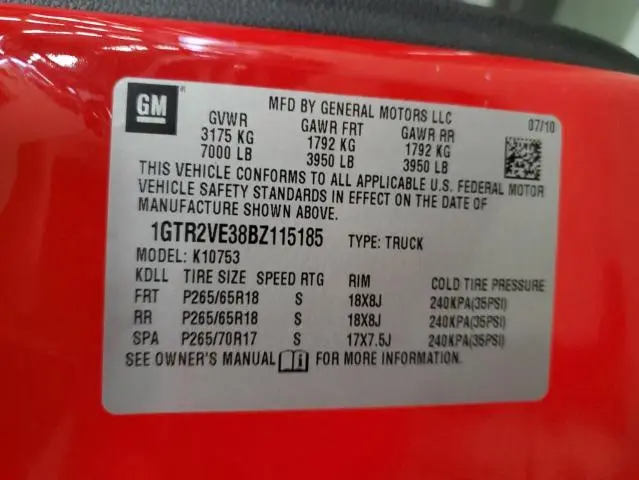 GM
MFD BY GENERAL MOTORS LLC
07/10
GVWR GAWR FRT GAWR RR
3175 KG 1792 KG 1792 KG
7000 LB 3950 LB 3950 LB
THIS VEHICLE CONFORMS TO ALL APPLICABLE U.S. FEDERAL MOTOR
VEHICLE SAFETY STANDARDS IN EFFECT ON THE DATE OF
MANUFACTURE SHOWN ABOVE.
1GTR2VE38BZ115185 TYPE: TRUCK
MODEL: K10753
KDLL TIRE SIZE SPEED RTG RIM COLD TIRE PRESSURE
FRT P265/65R18 S 18X8J 240KPA(35PSI)
RR P265/65R18 S 18X8J 240KPA(35PSI)
SPA P265/70R17 S 17X7.5J 240KPA(35PSI)
SEE OWNER'S MANUAL FOR MORE INFORMATION.